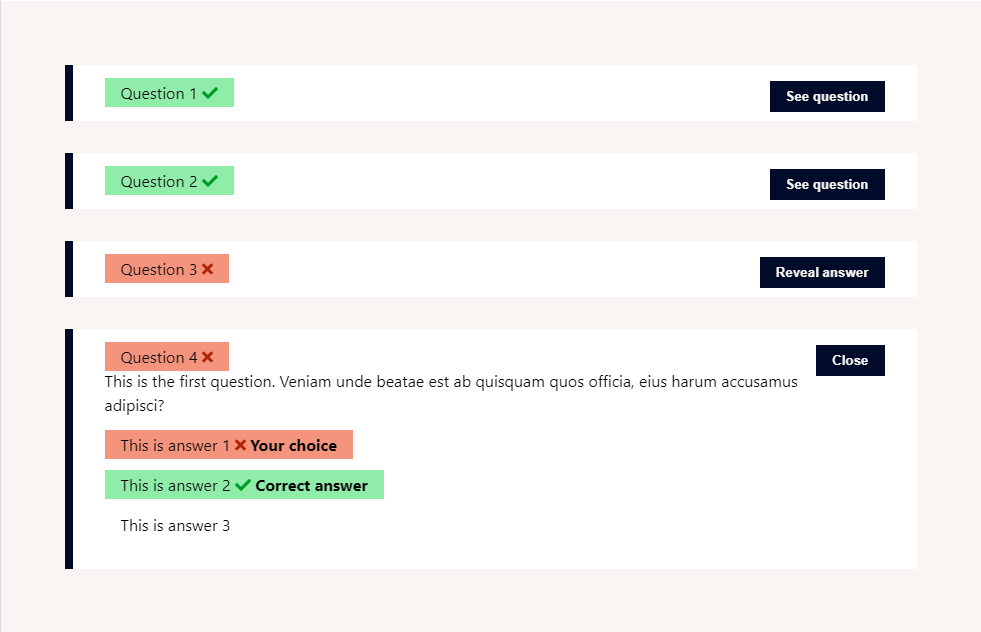 Question 1
See question
Question 2
See question
Question 3
Reveal answer
Question 4
Close
This is the first question. Veniam unde beatae est ab quisquam quos officia, eius harum accusamus
adipisci?
This is answer 1 Your choice
This is answer 2 Correct answer
This is answer 3